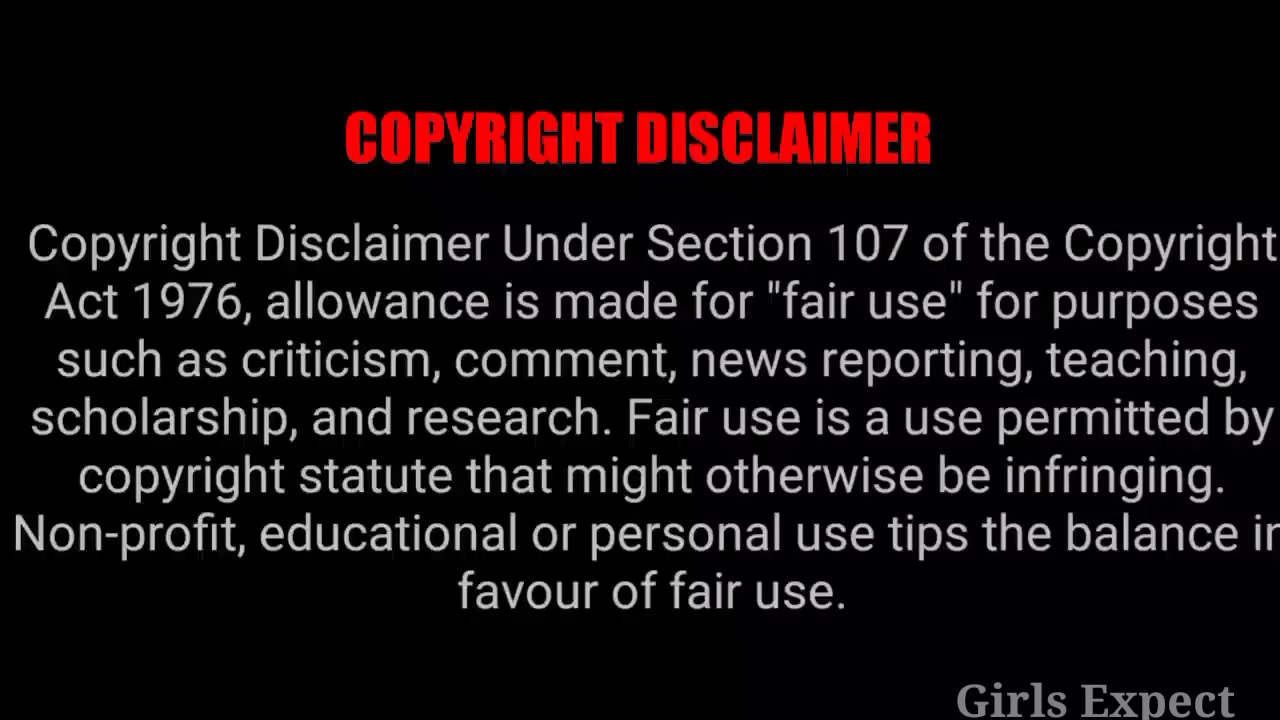 COPYRIGHT DISCLAIMER
Copyright Disclaimer Under Section 107 of the Copyright
Act 1976, allowance is made for "fair use" for purposes
such as criticism, comment, news reporting, teaching,
scholarship, and research. Fair use is a use permitted by
copyright statute that might otherwise be infringing.
Non-profit, educational or personal use tips the balance in
favour of fair use.
Girls Expect